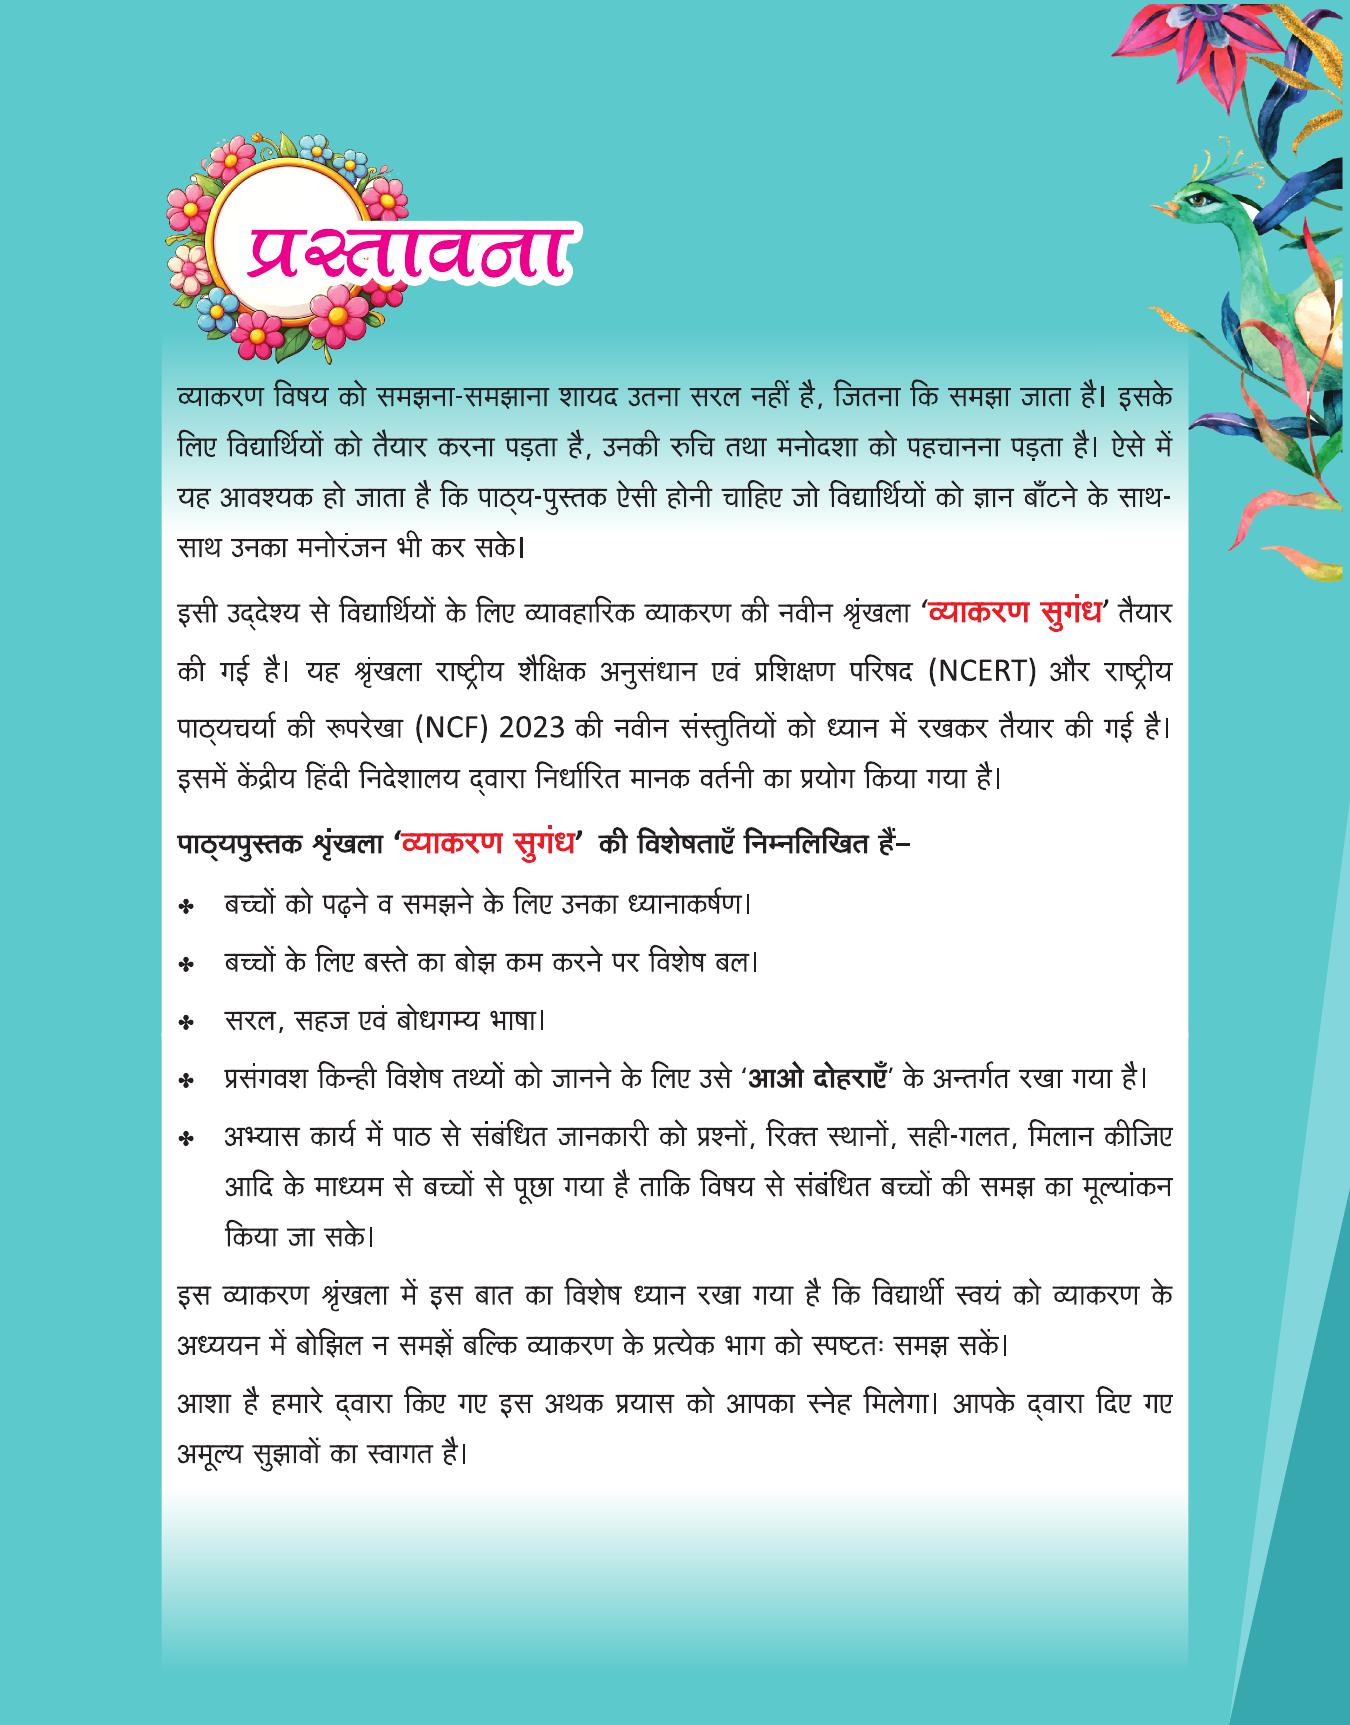 प्रस्तावना
व्याकरण विषय को समझना-समझाना शायद उतना सरल नहीं है, जितना कि समझा जाता है। इसके
लिए विद्यार्थियों को तैयार करना पड़ता है, उनकी रुचि तथा मनोदशा को पहचानना पड़ता है। ऐसे में
यह आवश्यक हो जाता है कि पाठ्य-पुस्तक ऐसी होनी चाहिए जो विद्यार्थियों को ज्ञान बाँटने के साथ-
साथ उनका मनोरंजन भी कर सके।
इसी उद्‌देश्य से विद्यार्थियों के लिए व्यावहारिक व्याकरण की नवीन श्रृंखला ‘व्याकरण सुगंध’ तैयार
की गई है। यह श्रृंखला राष्ट्रीय शैक्षिक अनुसंधान एवं प्रशिक्षण परिषद (NCERT) और राष्ट्रीय
पाठ्यचर्या की रूपरेखा (NCF) 2023 की नवीन संस्तुतियों को ध्यान में रखकर तैयार की गई है।
इसमें केंद्रीय हिंदी निदेशालय द्‌वारा निर्धारित मानक वर्तनी का प्रयोग किया गया है।
पाठ्यपुस्तक श्रृंखला ‘व्याकरण सुगंध’ की विशेषताएँ निम्नलिखित हैं–
✤ बच्चों को पढ़ने व समझने के लिए उनका ध्यानाकर्षण।
✤ बच्चों के लिए बस्ते का बोझ कम करने पर विशेष बल।
✤ सरल, सहज एवं बोधगम्य भाषा।
✤ प्रसंगवश किन्ही विशेष तथ्यों को जानने के लिए उसे ‘आओ दोहराएँ’ के अन्तर्गत रखा गया है।
✤ अभ्यास कार्य में पाठ से संबंधित जानकारी को प्रश्नों, रिक्त स्थानों, सही-गलत, मिलान कीजिए
आदि के माध्यम से बच्चों से पूछा गया है ताकि विषय से संबंधित बच्चों की समझ का मूल्यांकन
किया जा सके।
इस व्याकरण श्रृंखला में इस बात का विशेष ध्यान रखा गया है कि विद्यार्थी स्वयं को व्याकरण के
अध्ययन में बोझिल न समझें बल्कि व्याकरण के प्रत्येक भाग को स्पष्टतः समझ सकें।
आशा है हमारे द्‌वारा किए गए इस अथक प्रयास को आपका स्नेह मिलेगा। आपके द्‌वारा दिए गए
अमूल्य सुझावों का स्वागत है।